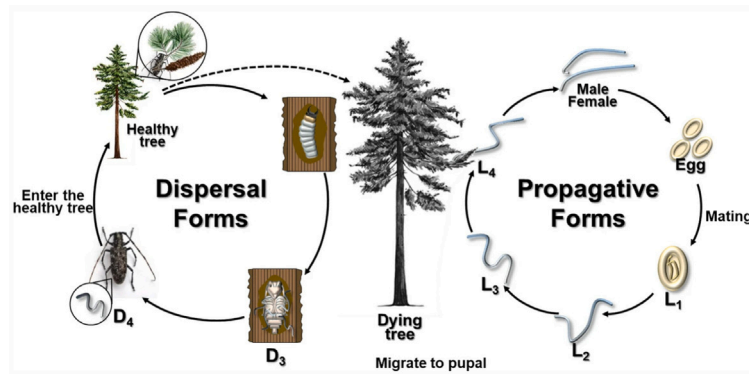 Healthy
tree
Enter the
healthy tree
Dispersal
Forms
D4
D3
Dying
tree
Migrate to pupal
Propagative
Forms
Male
Female
Egg
Mating
L1
L2
L3
L4